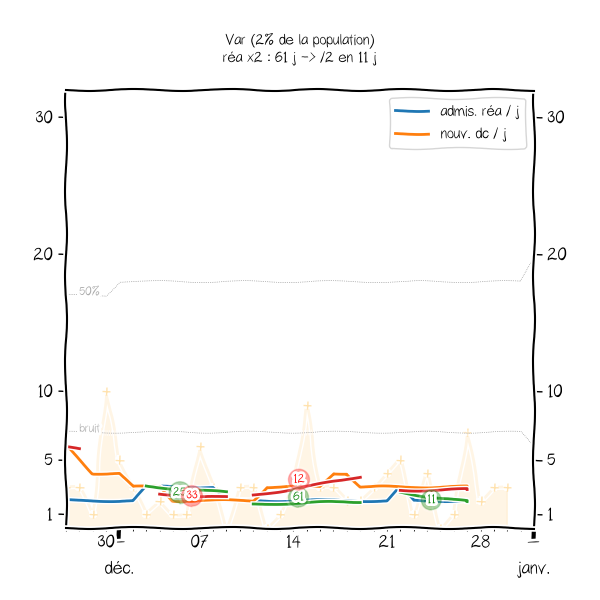 Var (2% de la population)
réa x2 : 61 j -> /2 en 11 j
30
admis. réa / j
30
nouv. dc / j
20
20
50%
10
10
bruit
5
5
12
33
61
11
1
1
30
07
14
21
28
déc.
janv.